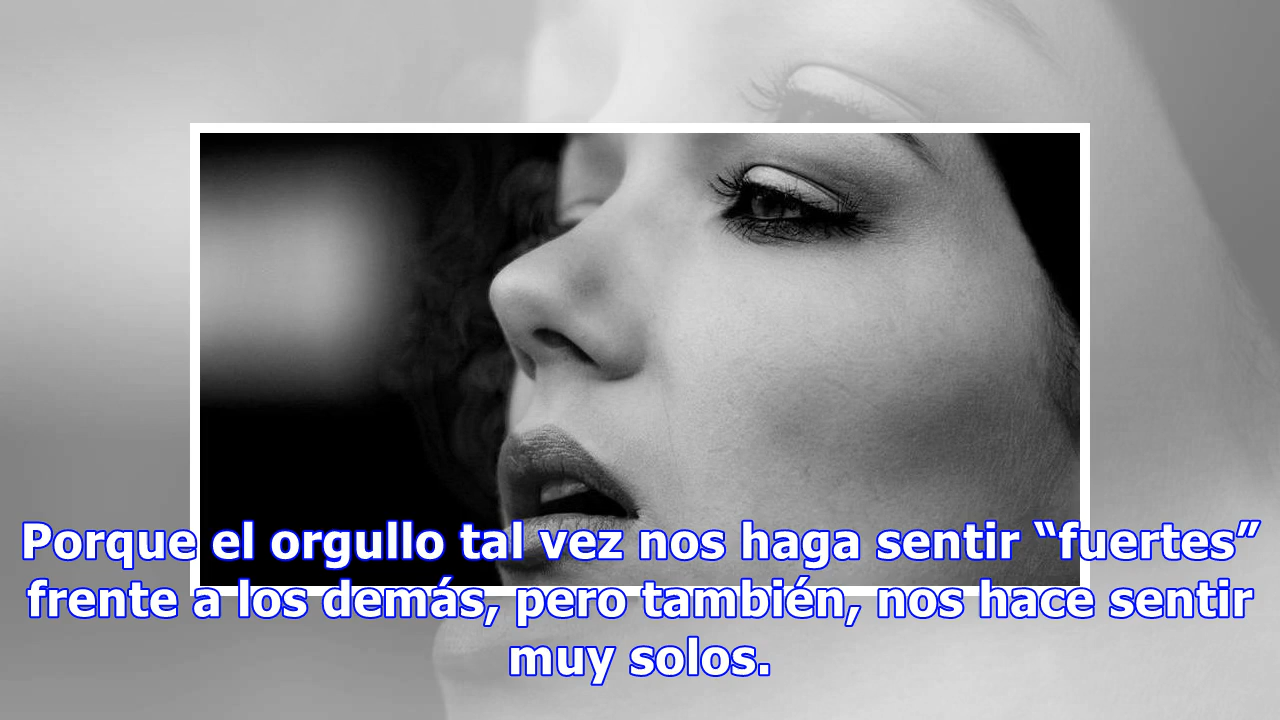 Porque el orgullo tal vez nos haga sentir “fuertes”
frente a los demás, pero también, nos hace sentir
muy solos.